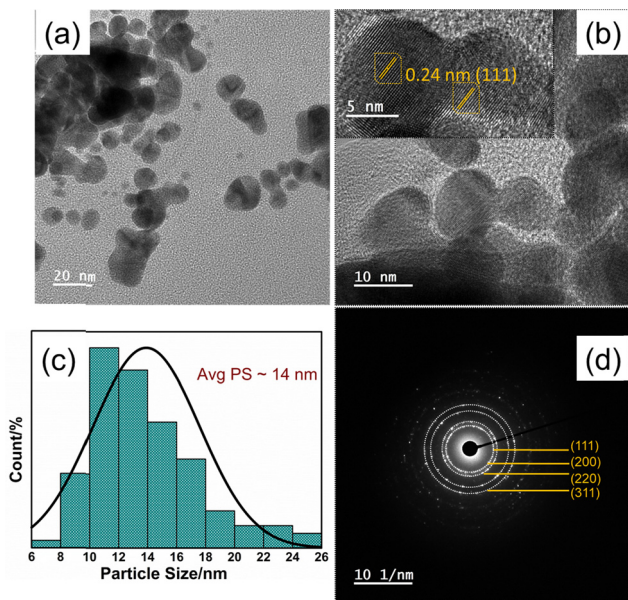 (a)
20 nm
(b)
0.24 nm (111)
5 nm
10 nm
(c)
Avg PS ~ 14 nm
Count/%
6 8 10 12 14 16 18 20 22 24 26
Particle Size/nm
(d)
(111)
(200)
(220)
(311)
10 1/nm